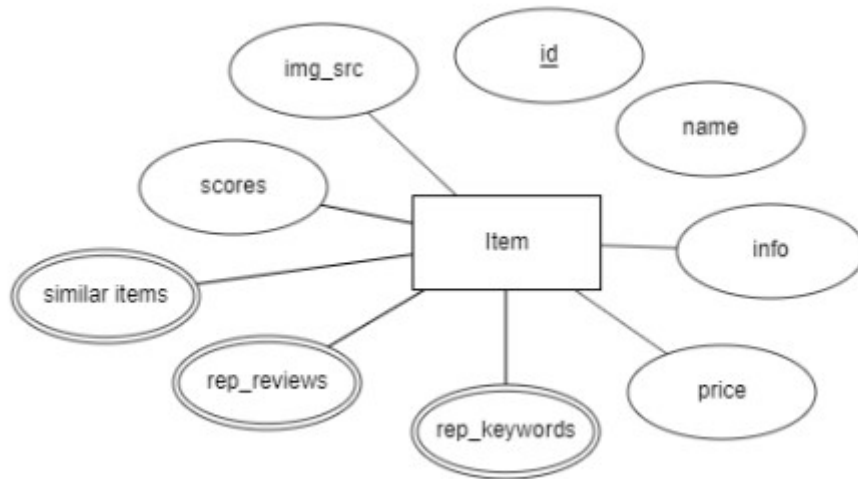 id
img_src
name
scores
Item
info
similar items
rep_reviews
price
rep_keywords